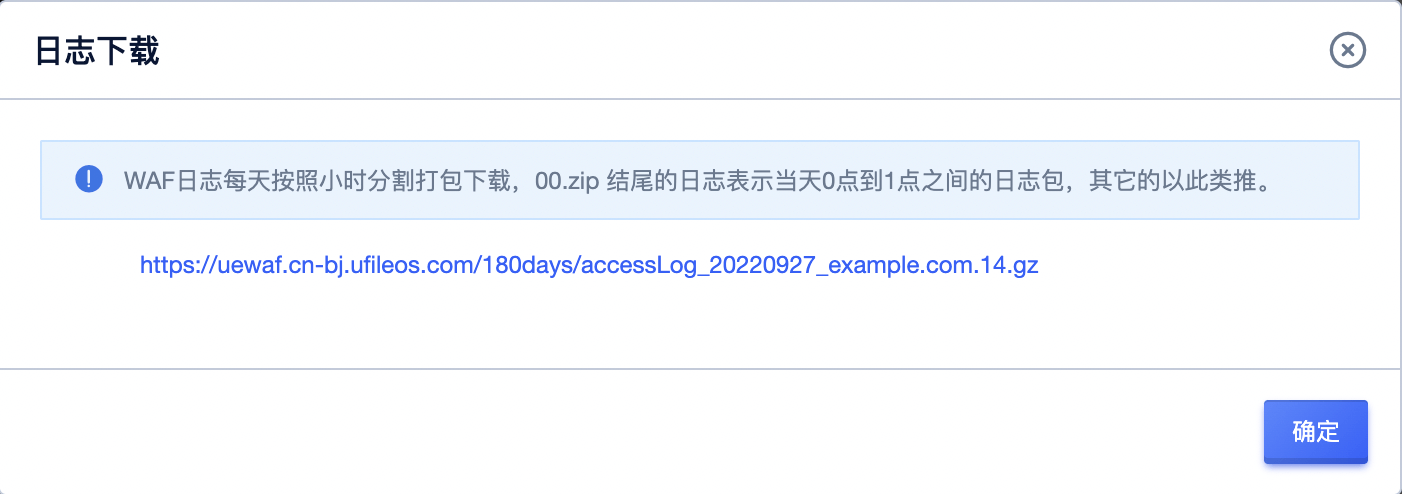 日志下载
WAF日志每天按照小时分割打包下载，00.zip 结尾的日志表示当天0点到1点之间的日志包，其它的以此类推。
https://uewaf.cn-bj.ufileos.com/180days/accessLog_20220927_example.com.14.gz
确定